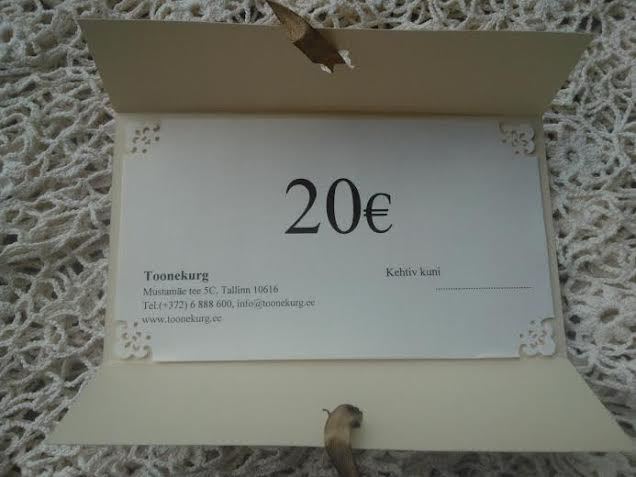 20€
Toonekurg
Mustamäe tee 5C, Tallinn 10616
Tel:(+372) 6 888 600, info@toonekurg.ee
www.toonekurg.ee
Kehtiv kuni